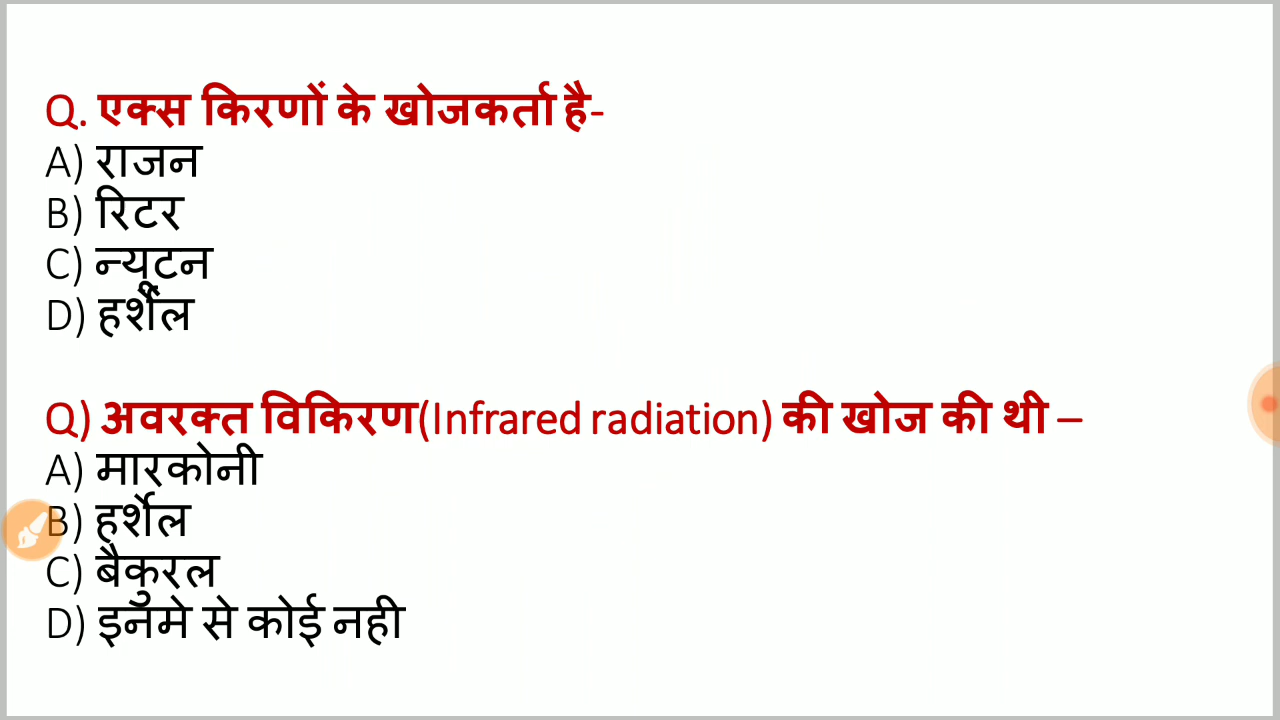 Q. एक्स किरणों के खोजकर्ता है-
A) राजन
B) रिटर
C) न्यूटन
D) हर्शैल
Q) अवरक्त विकिरण(Infrared radiation) की खोज की थी –
A) मारकोनी
B) हर्शैल
C) बैकुरल
D) इनमे से कोई नही